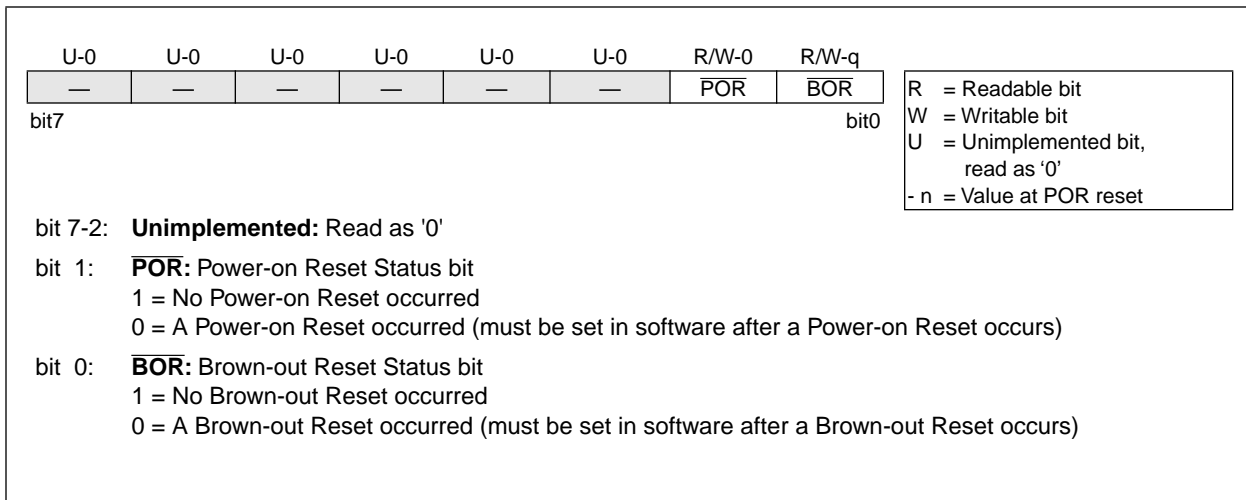 U-0 U-0 U-0 U-0 U-0 U-0 R/W-0 R/W-q
— — — — — — P̅O̅R̅ B̅O̅R̅
bit7 bit0
R = Readable bit
W = Writable bit
U = Unimplemented bit,
read as ‘0’
- n = Value at POR reset
bit 7-2: Unimplemented: Read as '0'
bit 1: P̅O̅R̅: Power-on Reset Status bit
1 = No Power-on Reset occurred
0 = A Power-on Reset occurred (must be set in software after a Power-on Reset occurs)
bit 0: B̅O̅R̅: Brown-out Reset Status bit
1 = No Brown-out Reset occurred
0 = A Brown-out Reset occurred (must be set in software after a Brown-out Reset occurs)